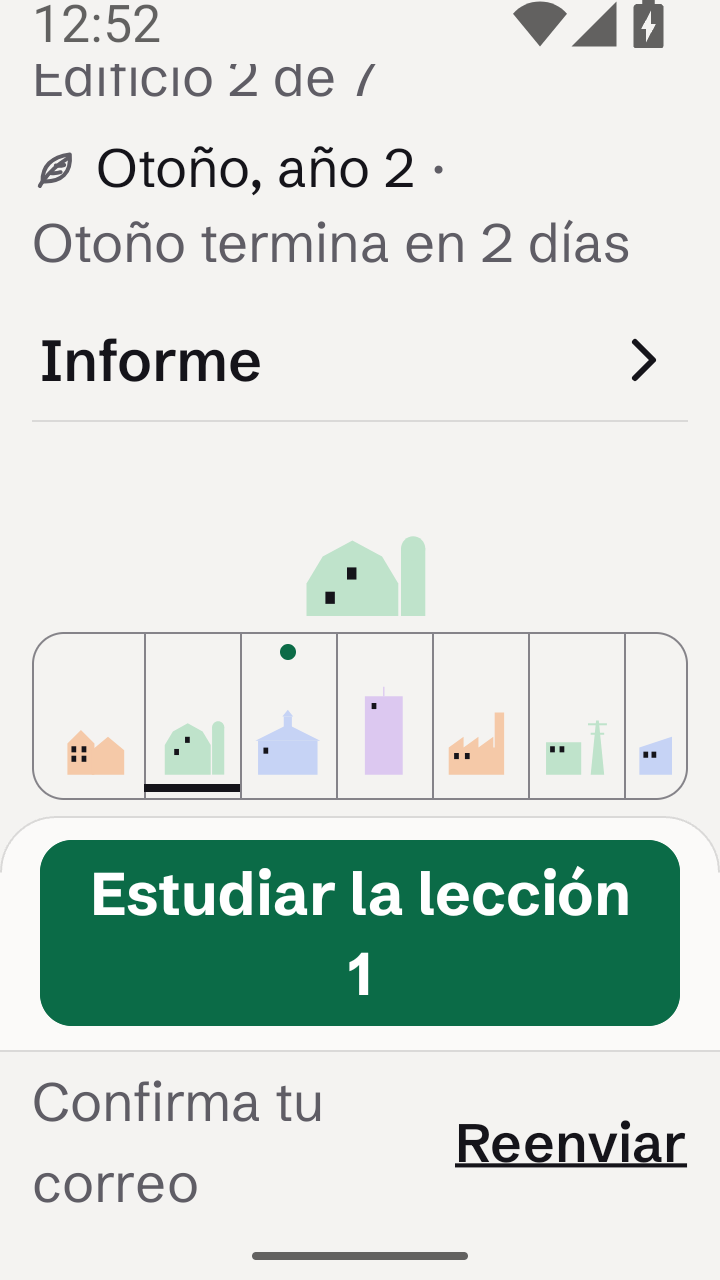 12:52
Edificio 2 de 7
Otoño, año 2 ·
Otoño termina en 2 días
Informe
Estudiar la lección
1
Confirma tu
correo
Reenviar